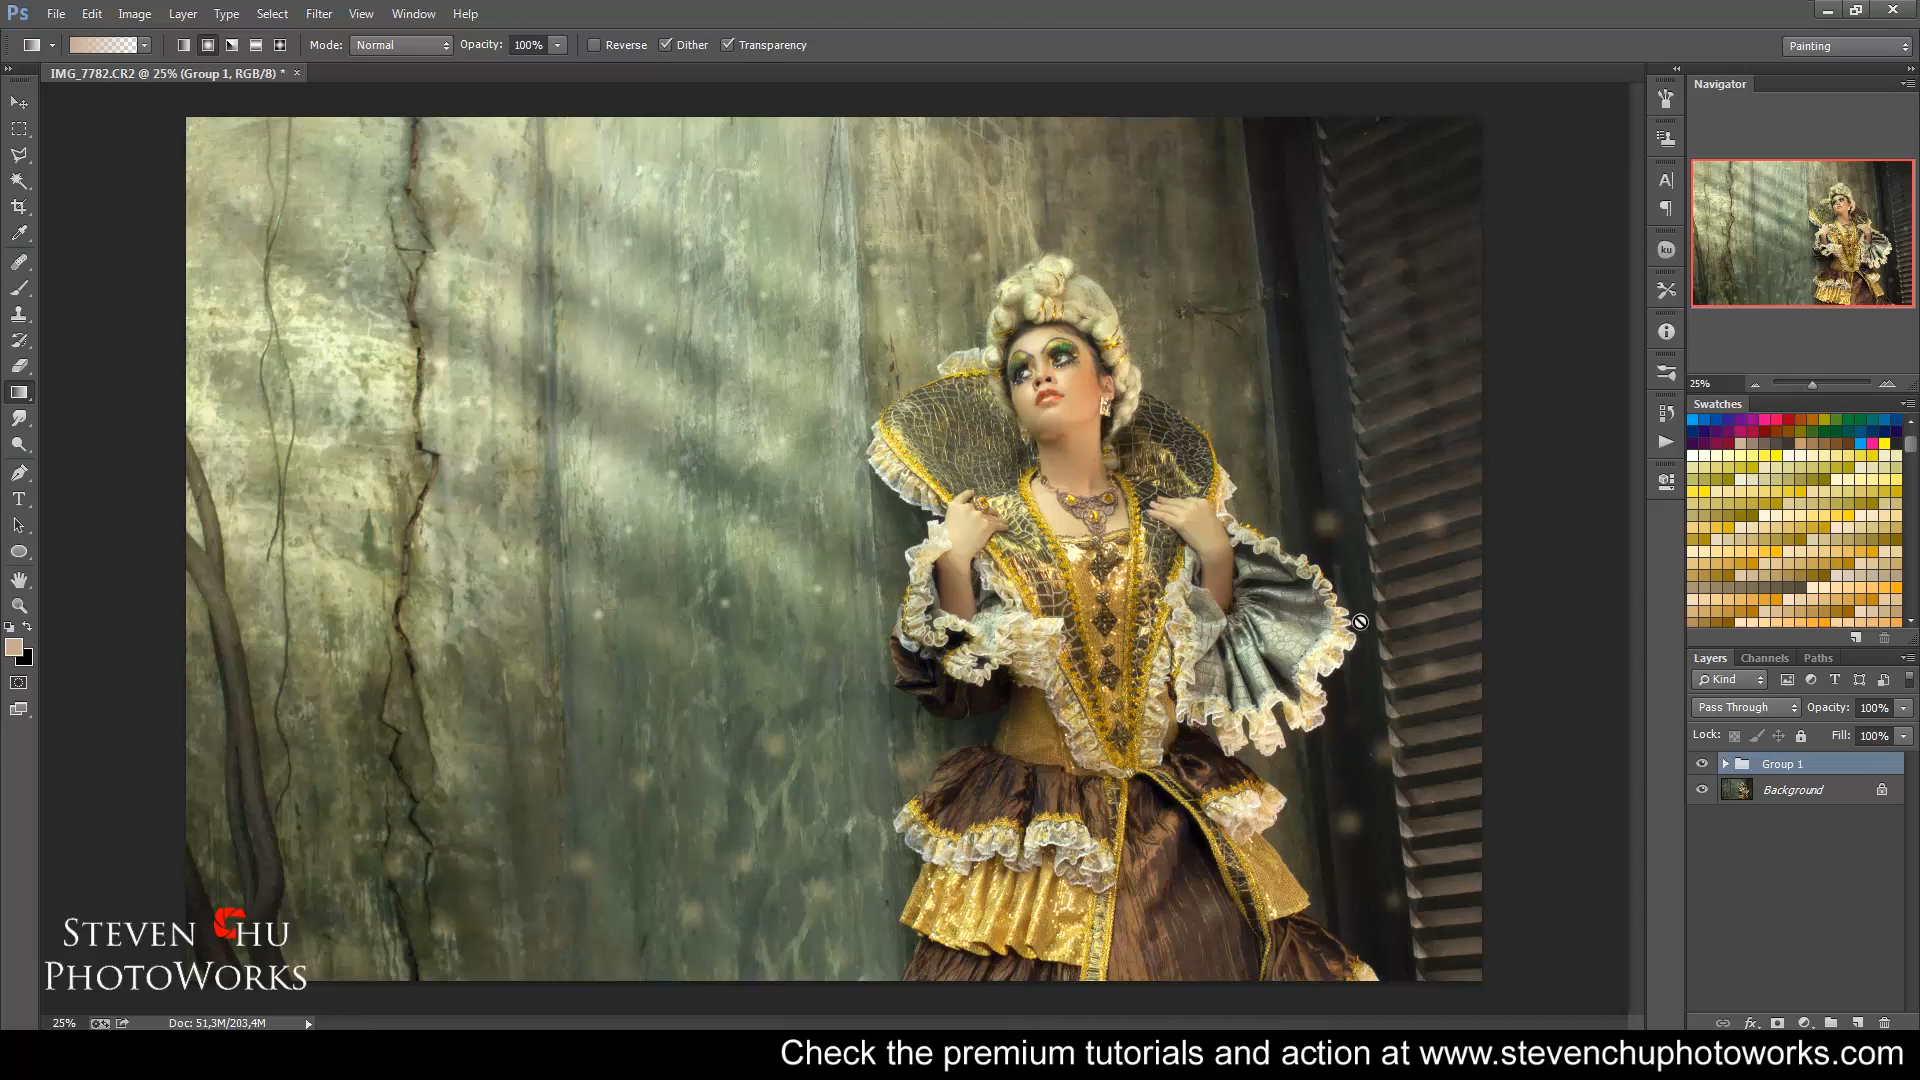 Ps File Edit Image Layer Type Select Filter View Window Help
Mode: Normal Opacity: 100% Reverse Dither Transparency Painting
IMG_7782.CR2 @ 25% (Group 1, RGB/8) * ×
Navigator
25%
Swatches
Layers Channels Paths
Kind
Pass Through Opacity: 100%
Lock: Fill: 100%
Group 1
Background
STEVEN CHU
PHOTOWORKS
25% Doc: 51,3M/203,4M
Check the premium tutorials and action at www.stevenchuphotoworks.com